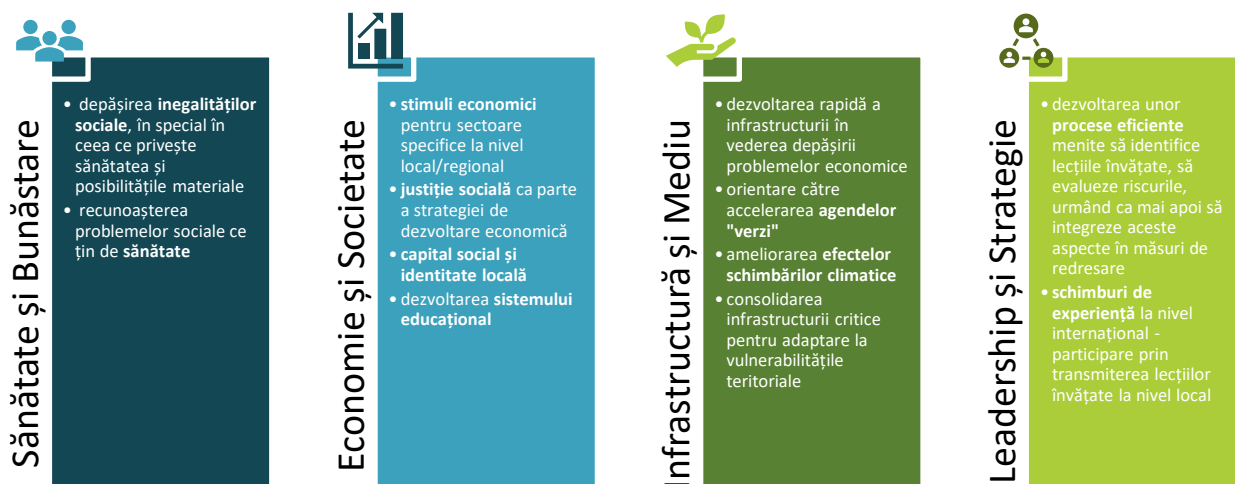 Sănătate și Bunăstare
• depășirea inegalităților
sociale, în special în
ceea ce privește
sănătatea și
posibilitățile materiale
• recunoașterea
problemelor sociale ce
țin de sănătate
Economie și Societate
• stimuli economici
pentru sectoare
specifice la nivel
local/regional
• justiție socială ca parte
a strategiei de
dezvoltare economică
• capital social și
identitate locală
• dezvoltarea sistemului
educațional
Infrastructură și Mediu
• dezvoltarea rapidă a
infrastructurii în
vederea depășirii
problemelor economice
• orientare către
accelerarea agendelor
"verzi"
• ameliorarea efectelor
schimbărilor climatice
• consolidarea
infrastructurii critice
pentru adaptare la
vulnerabilitățile
teritoriale
Leadership și Strategie
• dezvoltarea unor
procese eficiente
menite să identifice
lecțiile învățate, să
evalueze riscurile,
urmând ca mai apoi să
integreze aceste
aspecte în măsuri de
redresare
• schimburi de
experiență la nivel
internațional -
participare prin
transmiterea lecțiilor
învățate la nivel local